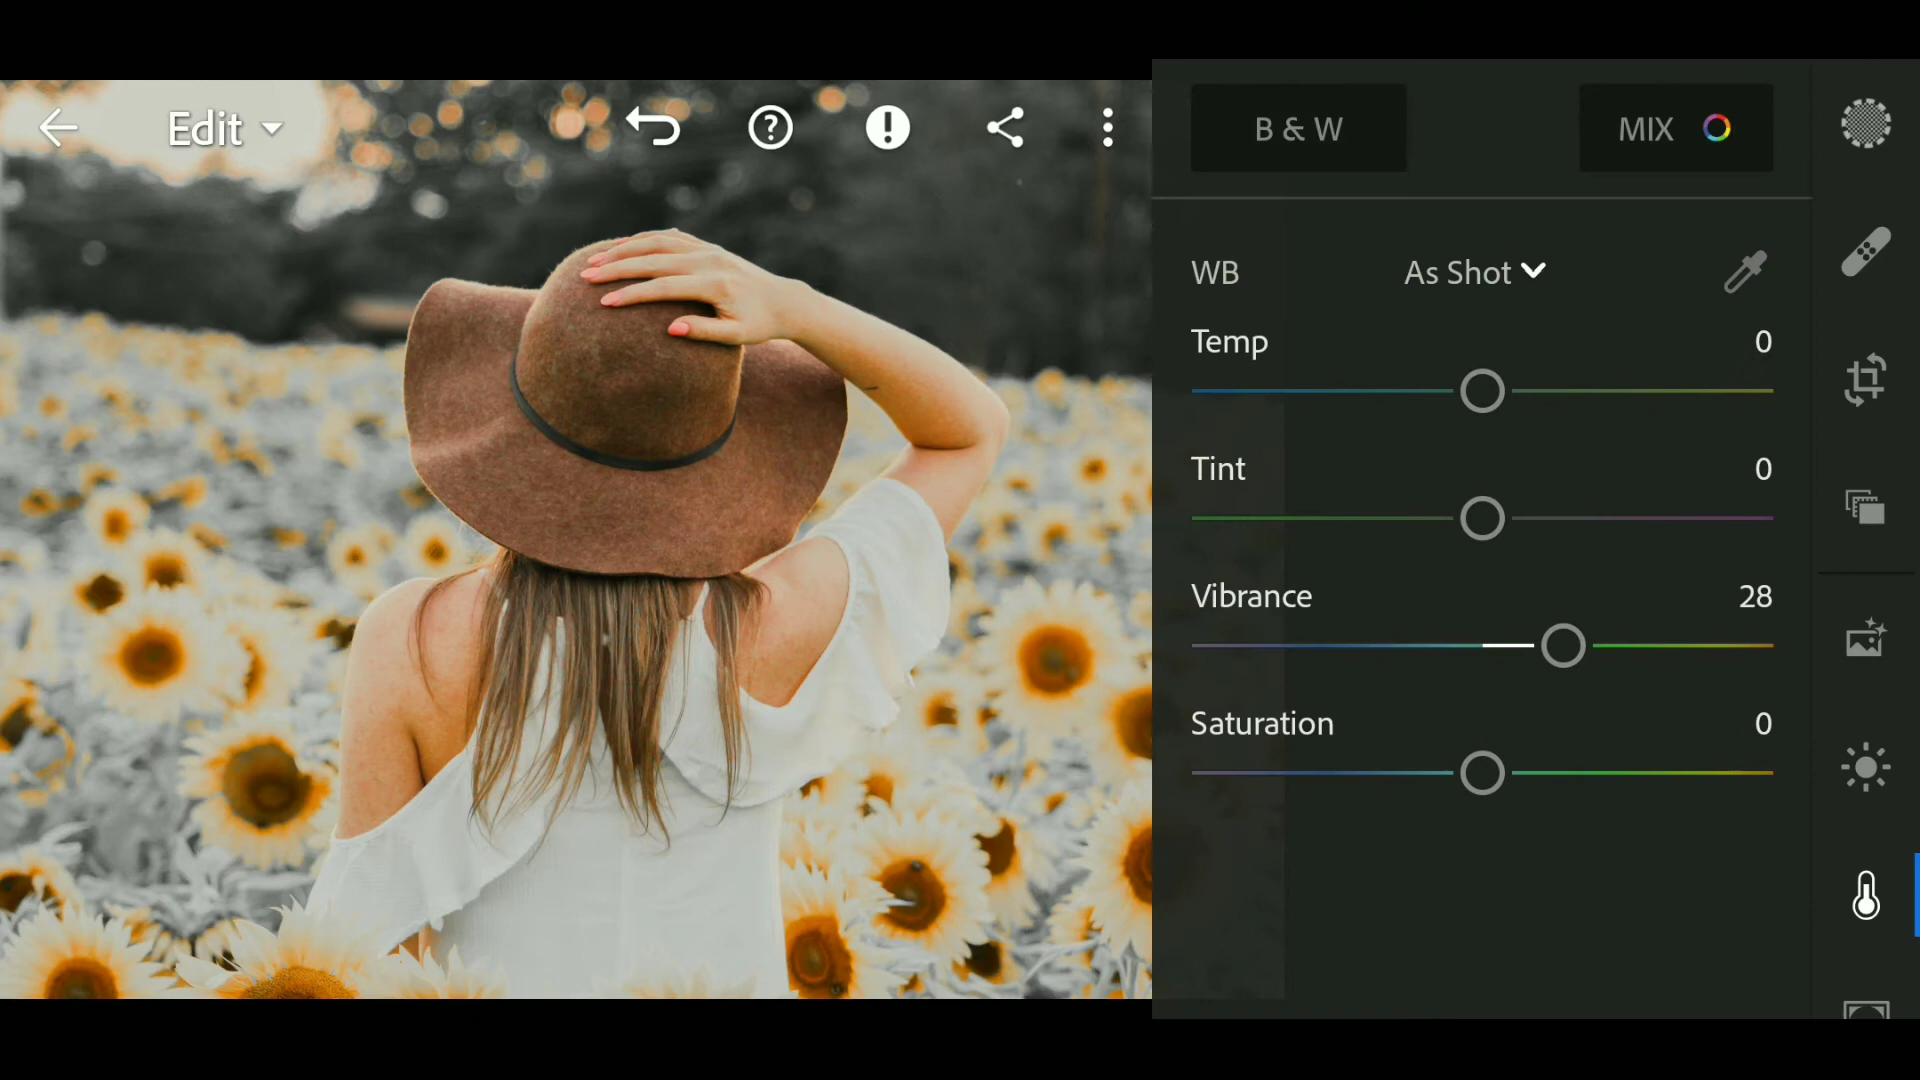 Edit
B & W
MIX
WB
As Shot
Temp
0
Tint
0
Vibrance
28
Saturation
0